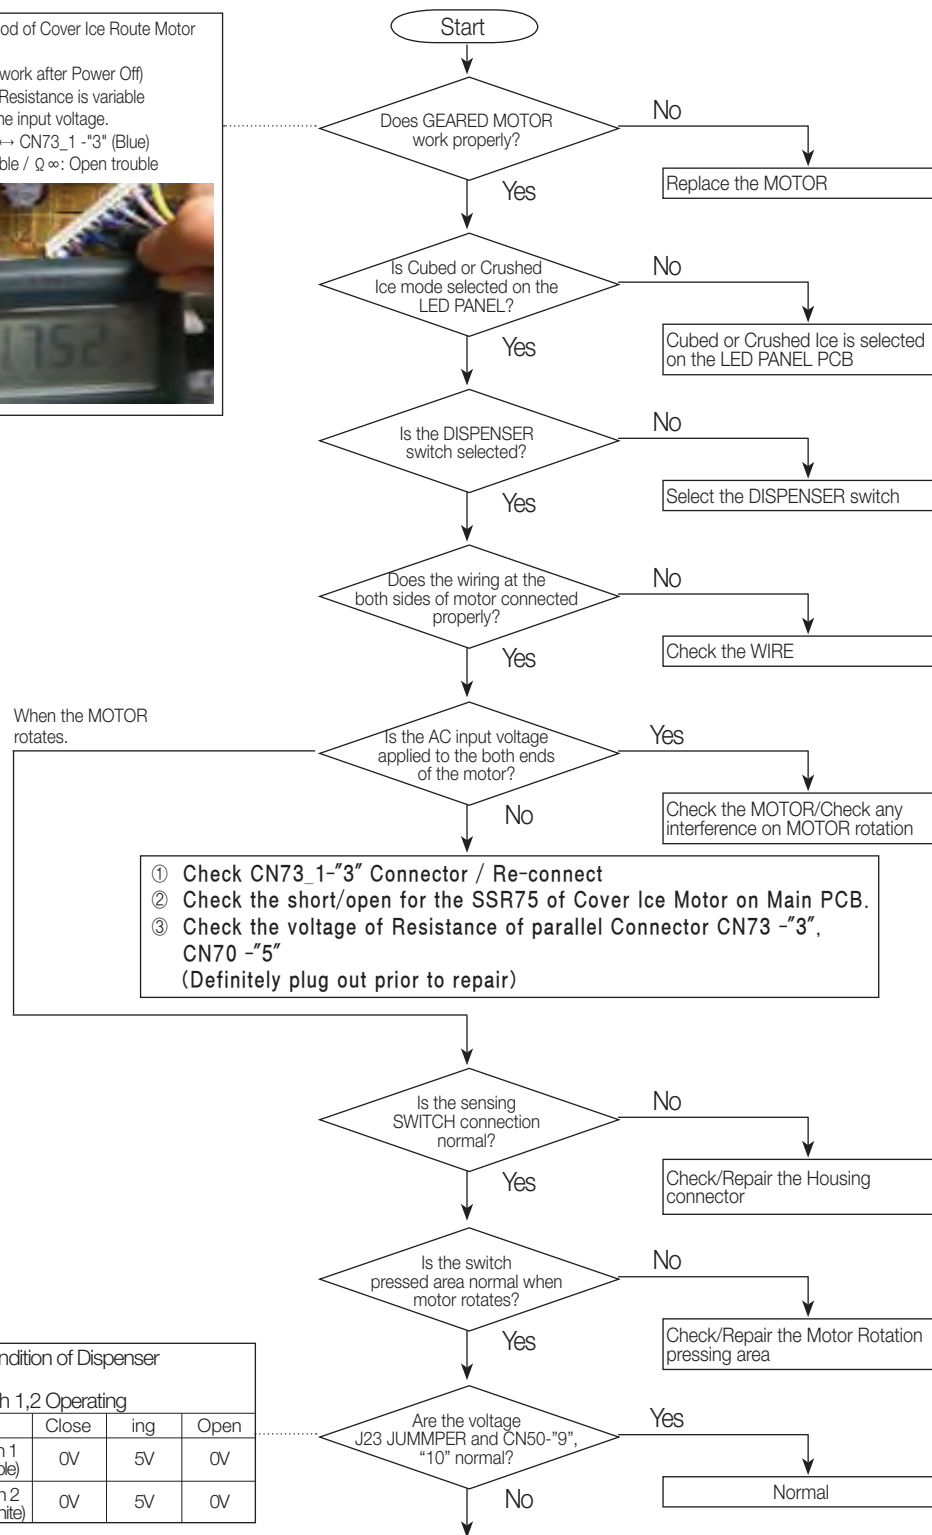 od of Cover Ice Route Motor
work after Power Off)
Resistance is variable
he input voltage.
↔ CN73_1 -"3" (Blue)
ble / Ω ∞: Open trouble
1752
Start
Does GEARED MOTOR
work properly?
No
Replace the MOTOR
Yes
Is Cubed or Crushed
Ice mode selected on the
LED PANEL?
No
Cubed or Crushed Ice is selected
on the LED PANEL PCB
Yes
Is the DISPENSER
switch selected?
No
Select the DISPENSER switch
Yes
Does the wiring at the
both sides of motor connected
properly?
No
Check the WIRE
Yes
When the MOTOR
rotates.
Is the AC input voltage
applied to the both ends
of the motor?
Yes
Check the MOTOR/Check any
interference on MOTOR rotation
No
① Check CN73_1-"3" Connector / Re-connect
② Check the short/open for the SSR75 of Cover Ice Motor on Main PCB.
③ Check the voltage of Resistance of parallel Connector CN73 -"3",
CN70 -"5"
(Definitely plug out prior to repair)
Is the sensing
SWITCH connection
normal?
No
Check/Repair the Housing
connector
Yes
Is the switch
pressed area normal when
motor rotates?
No
Check/Repair the Motor Rotation
pressing area
Yes
ndition of Dispenser
h 1,2 Operating
Close ing Open
h 1 0V 5V 0V
ple)
h 2 0V 5V 0V
hite)
Are the voltage
J23 JUMMPER and CN50-"9",
"10" normal?
Yes
Normal
No